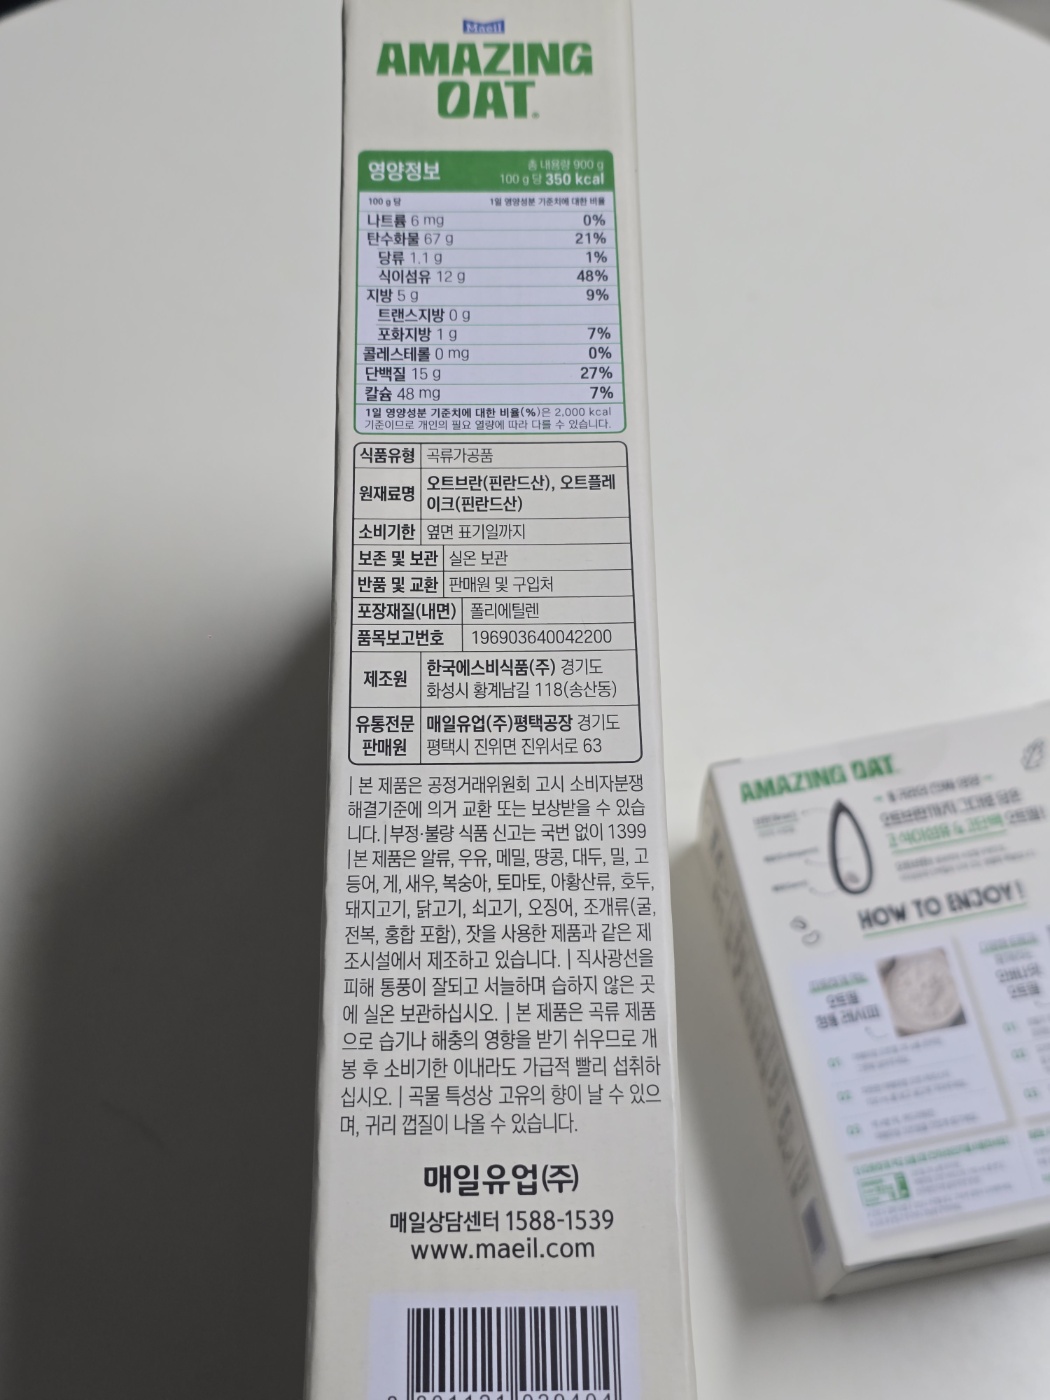 Maeil
AMAZING
OAT.
영양정보
총 내용량 900 g
100 g 당 350 kcal
100 g 당 1일 영양성분 기준치에 대한 비율
나트륨 6 mg 0%
탄수화물 67 g 21%
당류 1.1 g 1%
식이섬유 12 g 48%
지방 5 g 9%
트랜스지방 0 g
포화지방 1 g 7%
콜레스테롤 0 mg 0%
단백질 15 g 27%
칼슘 48 mg 7%
1일 영양성분 기준치에 대한 비율(%)은 2,000 kcal
기준이므로 개인의 필요 열량에 따라 다를 수 있습니다.
식품유형 곡류가공품
원재료명 오트브란(핀란드산), 오트플레
이크(핀란드산)
소비기한 옆면 표기일까지
보존 및 보관 실온 보관
반품 및 교환 판매원 및 구입처
포장재질(내면) 폴리에틸렌
품목보고번호 196903640042200
제조원 한국에스비식품(주) 경기도
화성시 황계남길 118(송산동)
유통전문 매일유업(주)평택공장 경기도
판매원 평택시 진위면 진위서로 63
| 본 제품은 공정거래위원회 고시 소비자분쟁
해결기준에 의거 교환 또는 보상받을 수 있습
니다. | 부정·불량 식품 신고는 국번 없이 1399
| 본 제품은 알류, 우유, 메밀, 땅콩, 대두, 밀, 고
등어, 게, 새우, 복숭아, 토마토, 아황산류, 호두,
돼지고기, 닭고기, 쇠고기, 오징어, 조개류(굴,
전복, 홍합 포함), 잣을 사용한 제품과 같은 제
조시설에서 제조하고 있습니다. | 직사광선을
피해 통풍이 잘되고 서늘하며 습하지 않은 곳
에 실온 보관하십시오. | 본 제품은 곡류 제품
으로 습기나 해충의 영향을 받기 쉬우므로 개
봉 후 소비기한 이내라도 가급적 빨리 섭취하
십시오. | 곡물 특성상 고유의 향이 날 수 있으
며, 귀리 껍질이 나올 수 있습니다.
매일유업(주)
매일상담센터 1588-1539
www.maeil.com
AMAZING OAT.
HOW TO ENJOY!